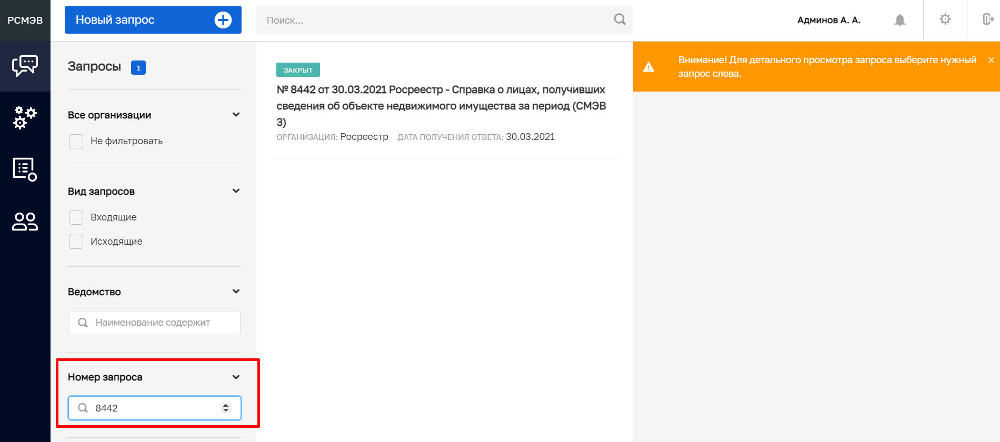 РСМЭВ
Новый запрос
Поиск...
Админов А. А.
Запросы 1
Все организации
Не фильтровать
Вид запросов
Входящие
Исходящие
Ведомство
Наименование содержит
Номер запроса
8442
ЗАКРЫТ
№ 8442 от 30.03.2021 Росреестр - Справка о лицах, получивших
сведения об объекте недвижимого имущества за период (СМЭВ
3)
ОРГАНИЗАЦИЯ: Росреестр ДАТА ПОЛУЧЕНИЯ ОТВЕТА: 30.03.2021
Внимание! Для детального просмотра запроса выберите нужный
запрос слева.